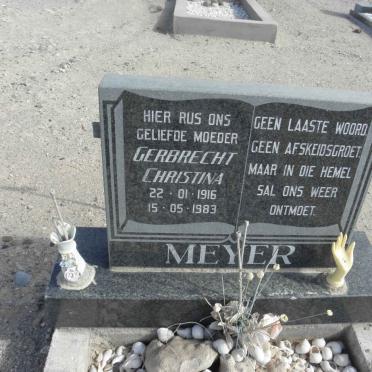 HIER RUS ONS
GELIEFDE MOEDER
GERBRECHT
CHRISTINA
22 · 01 · 1916
15 · 05 · 1983
GEEN LAASTE WOORD
GEEN AFSKEIDSGROET,
MAAR IN DIE HEMEL
SAL ONS WEER
ONTMOET.
MEYER